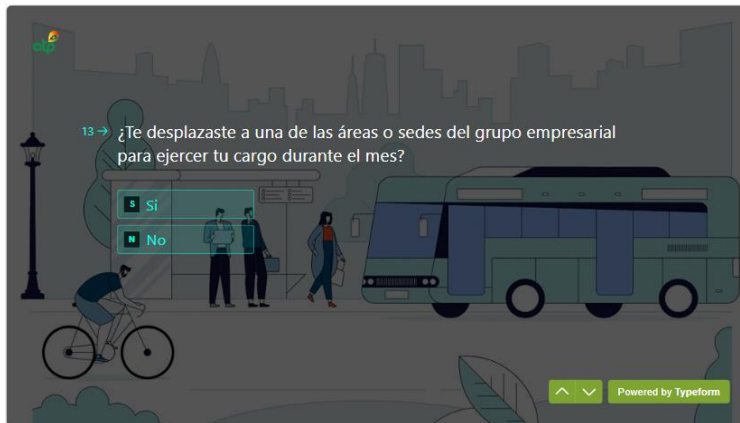 alp
13 → ¿Te desplazaste a una de las áreas o sedes del grupo empresarial
para ejercer tu cargo durante el mes?
S Si
N No
Powered by Typeform